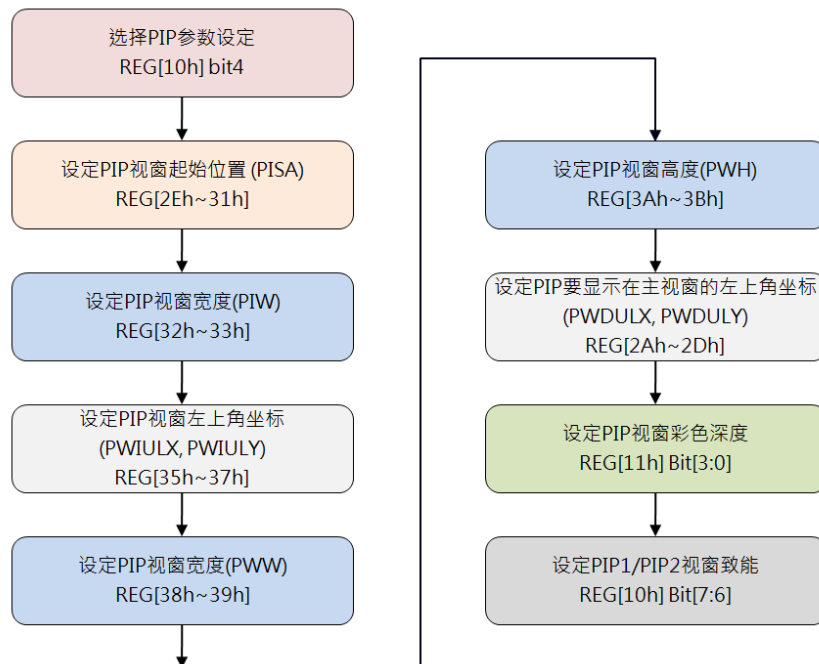 选择PIP参数设定
REG[10h] bit4
设定PIP视窗起始位置 (PISA)
REG[2Eh~31h]
设定PIP视窗宽度(PIW)
REG[32h~33h]
设定PIP视窗左上角坐标
(PWIULX, PWIULY)
REG[35h~37h]
设定PIP视窗宽度(PWW)
REG[38h~39h]
设定PIP视窗高度(PWH)
REG[3Ah~3Bh]
设定PIP要显示在主视窗的左上角坐标
(PWDULX, PWDULY)
REG[2Ah~2Dh]
设定PIP视窗彩色深度
REG[11h] Bit[3:0]
设定PIP1/PIP2视窗致能
REG[10h] Bit[7:6]